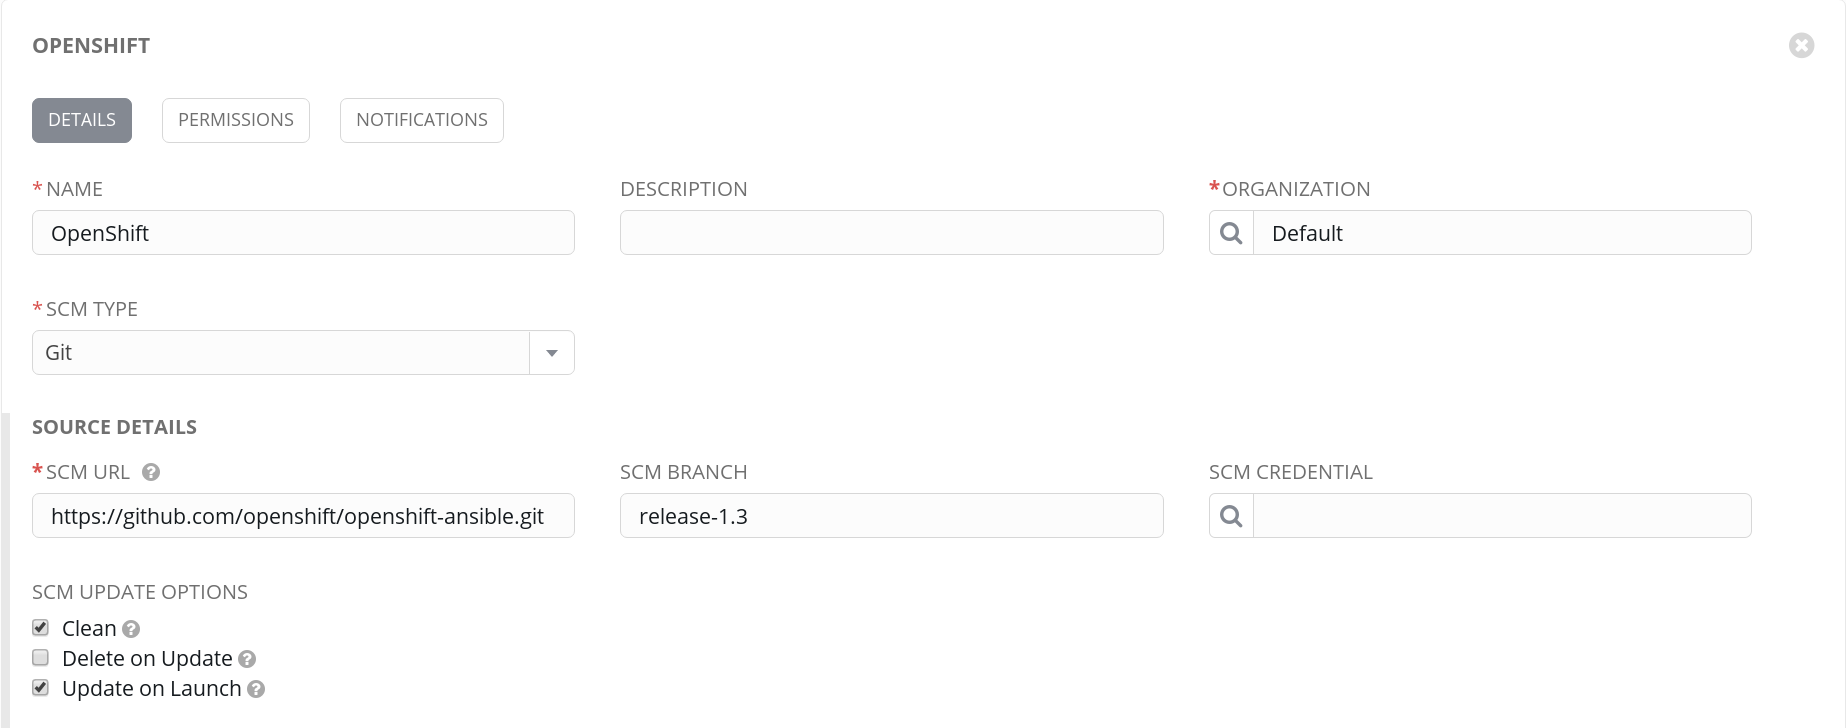 OPENSHIFT
DETAILS PERMISSIONS NOTIFICATIONS
*NAME DESCRIPTION *ORGANIZATION
OpenShift Default
*SCM TYPE
Git
SOURCE DETAILS
*SCM URL ? SCM BRANCH SCM CREDENTIAL
https://github.com/openshift/openshift-ansible.git release-1.3
SCM UPDATE OPTIONS
Clean ?
Delete on Update ?
Update on Launch ?